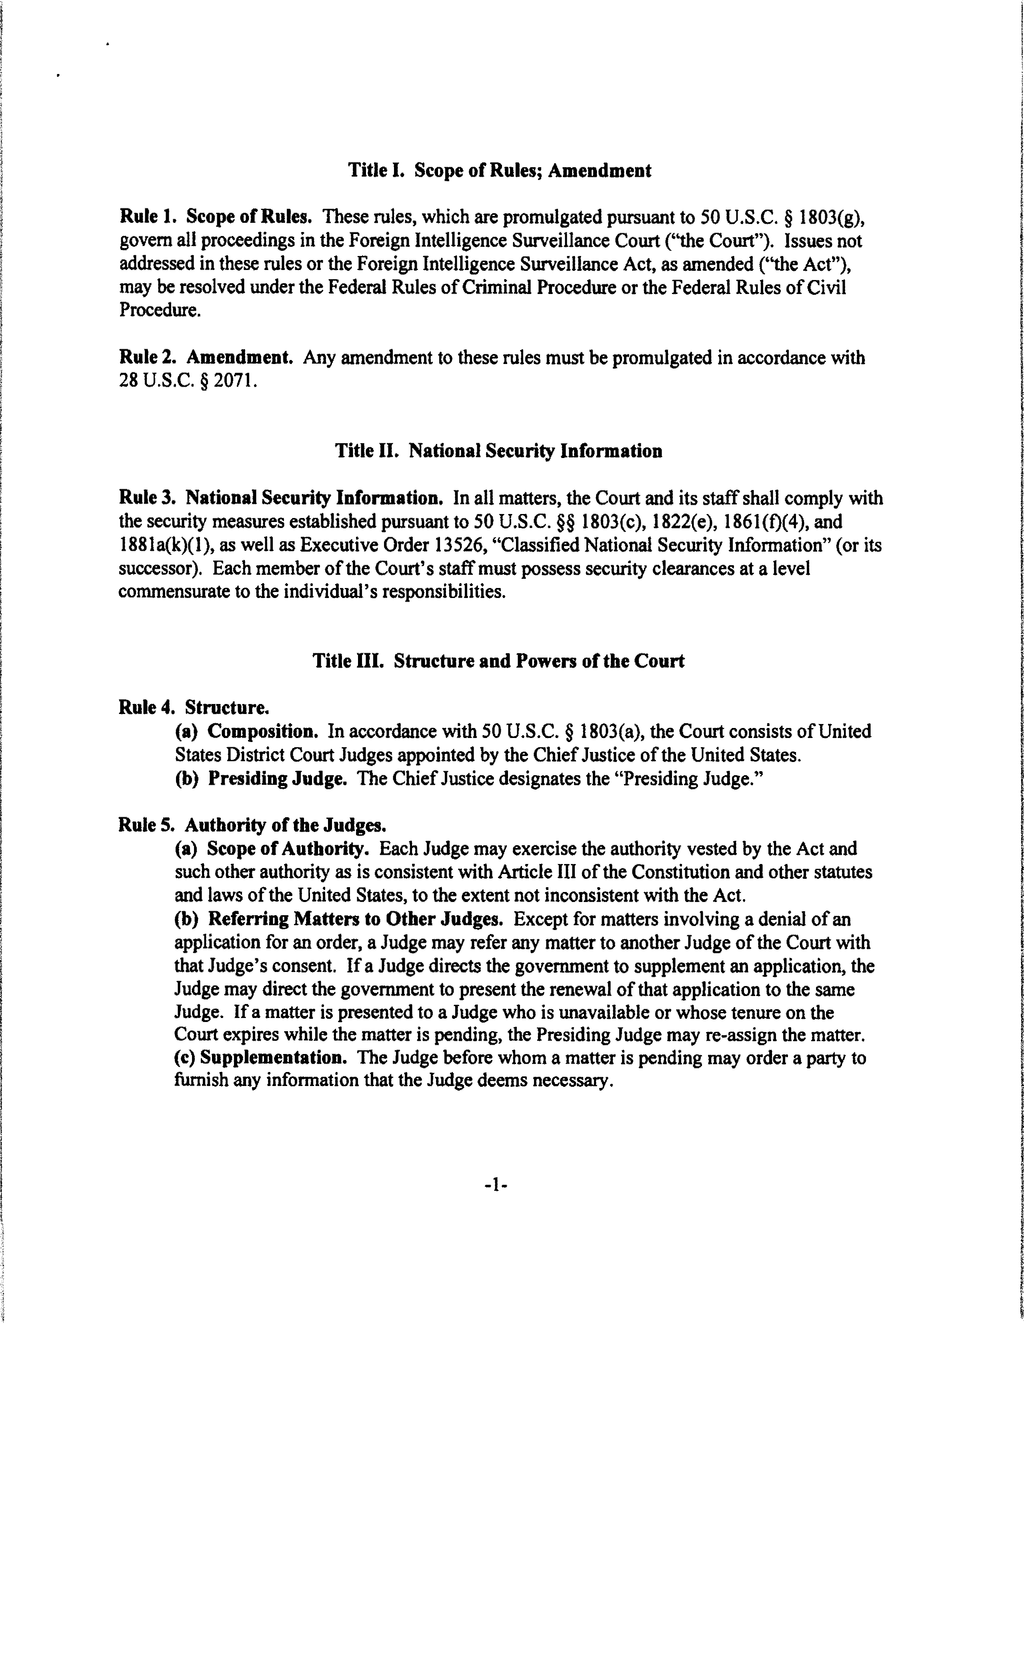 Title I. Scope of Rules; Amendment
Rule 1. Scope of Rules. These rules, which are promulgated pursuant to 50 U.S.C. § 1803(g),
govern all proceedings in the Foreign Intelligence Surveillance Court ("the Court"). Issues not
addressed in these rules or the Foreign Intelligence Surveillance Act, as amended ("the Act"),
may be resolved under the Federal Rules of Criminal Procedure or the Federal Rules of Civil
Procedure.
Rule 2. Amendment. Any amendment to these rules must be promulgated in accordance with
28 U.S.C. § 2071.
Title II. National Security Information
Rule 3. National Security Information. In all matters, the Court and its staff shall comply with
the security measures established pursuant to 50 U.S.C. §§ 1803(c), 1822(e), 1861(f)(4), and
1881a(k)(1), as well as Executive Order 13526, "Classified National Security Information" (or its
successor). Each member of the Court's staff must possess security clearances at a level
commensurate to the individual's responsibilities.
Title III. Structure and Powers of the Court
Rule 4. Structure.
(a) Composition. In accordance with 50 U.S.C. § 1803(a), the Court consists of United
States District Court Judges appointed by the Chief Justice of the United States.
(b) Presiding Judge. The Chief Justice designates the "Presiding Judge."
Rule 5. Authority of the Judges.
(a) Scope of Authority. Each Judge may exercise the authority vested by the Act and
such other authority as is consistent with Article III of the Constitution and other statutes
and laws of the United States, to the extent not inconsistent with the Act.
(b) Referring Matters to Other Judges. Except for matters involving a denial of an
application for an order, a Judge may refer any matter to another Judge of the Court with
that Judge's consent. If a Judge directs the government to supplement an application, the
Judge may direct the government to present the renewal of that application to the same
Judge. If a matter is presented to a Judge who is unavailable or whose tenure on the
Court expires while the matter is pending, the Presiding Judge may re-assign the matter.
(c) Supplementation. The Judge before whom a matter is pending may order a party to
furnish any information that the Judge deems necessary.
-1-